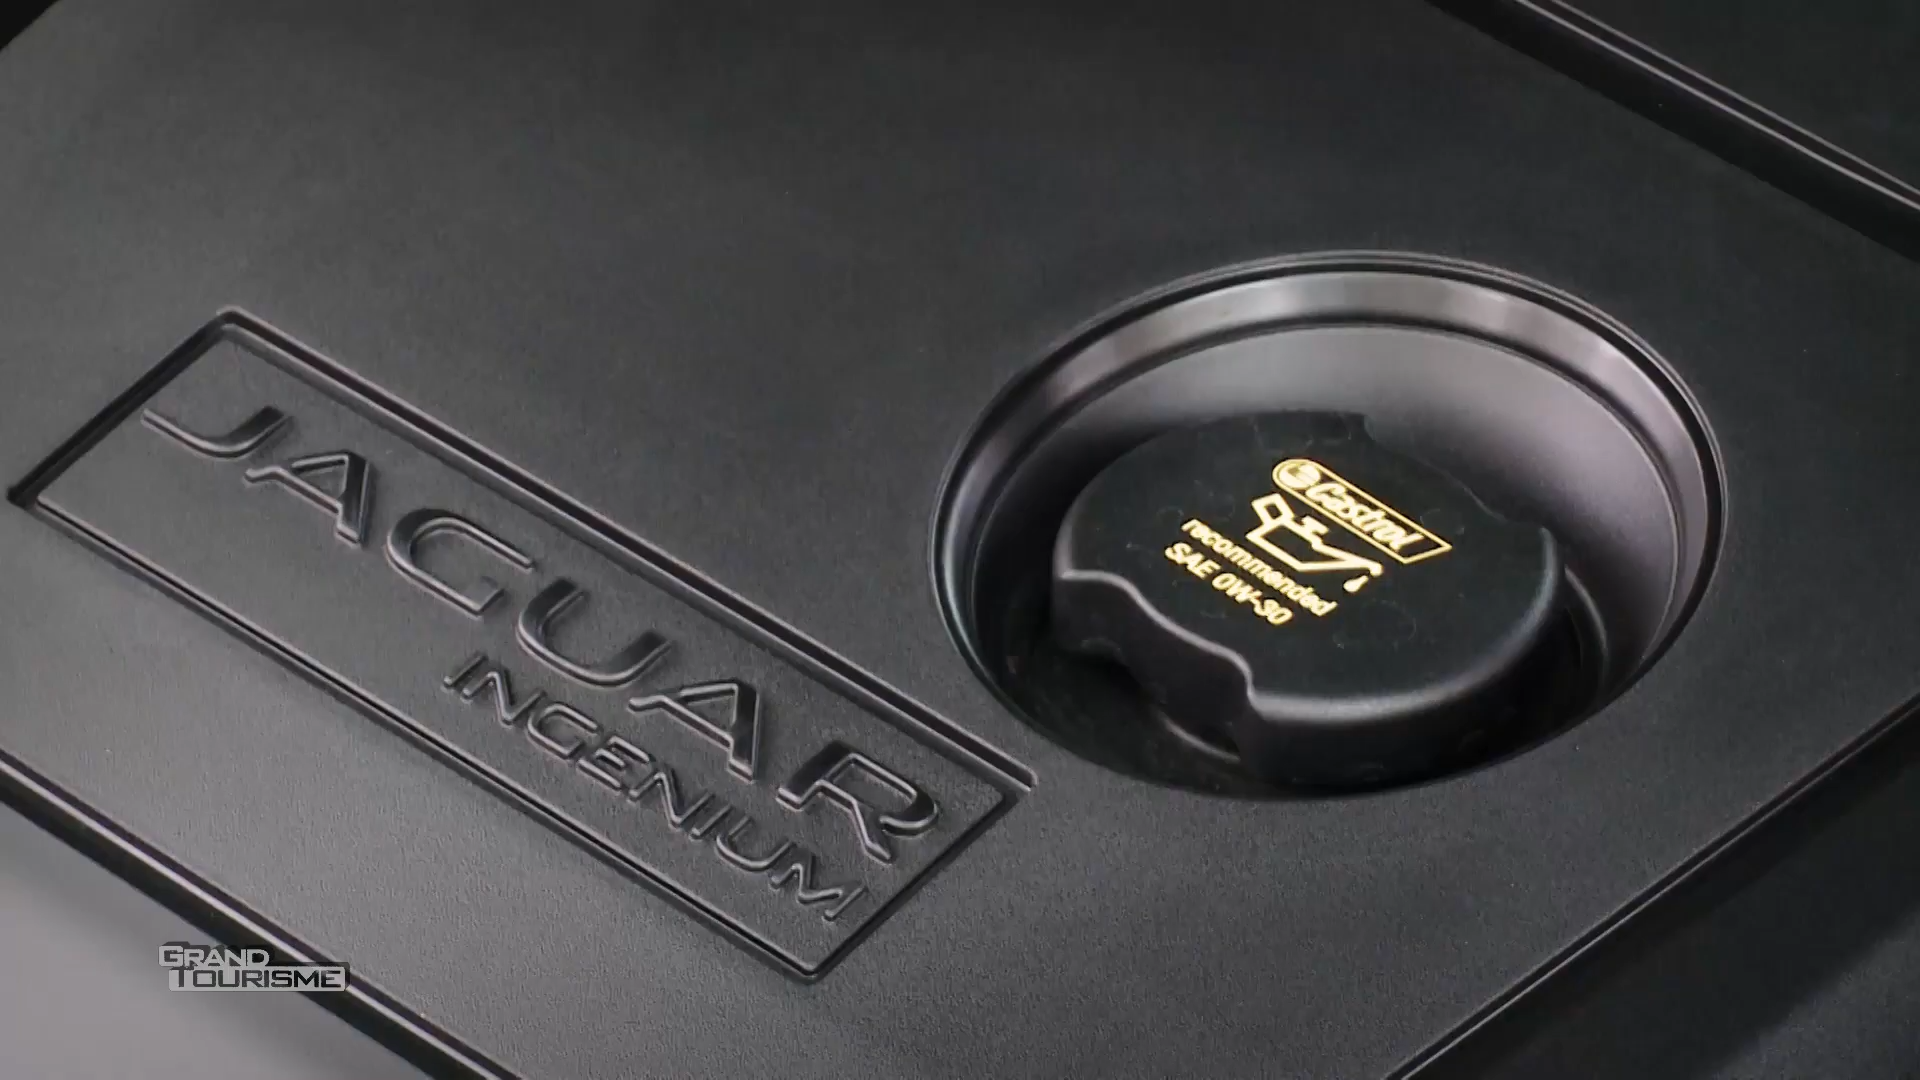 JAGUAR
INGENIUM
Castrol
recommended
SAE 0W-30
GRAND
TOURISME